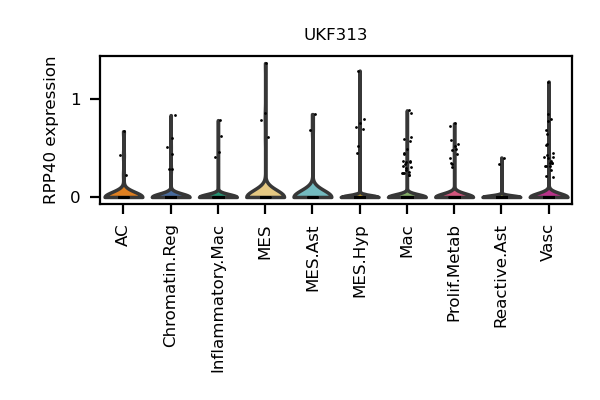 UKF313
RPP40 expression
1
0
AC
Chromatin.Reg
Inflammatory.Mac
MES
MES.Ast
MES.Hyp
Mac
Prolif.Metab
Reactive.Ast
Vasc